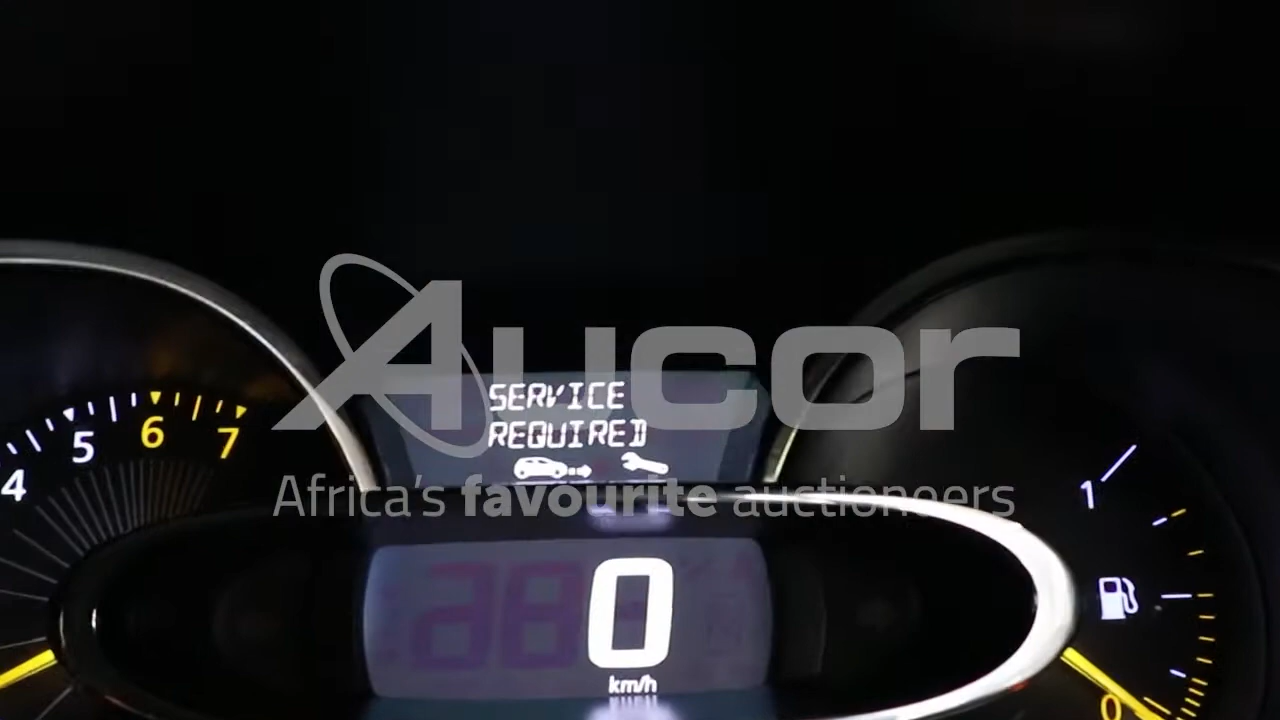 Aucor
SERVICE
REQUIRED
Africa's favourite auctioneers
4 5 6 7
0
km/h
1
0